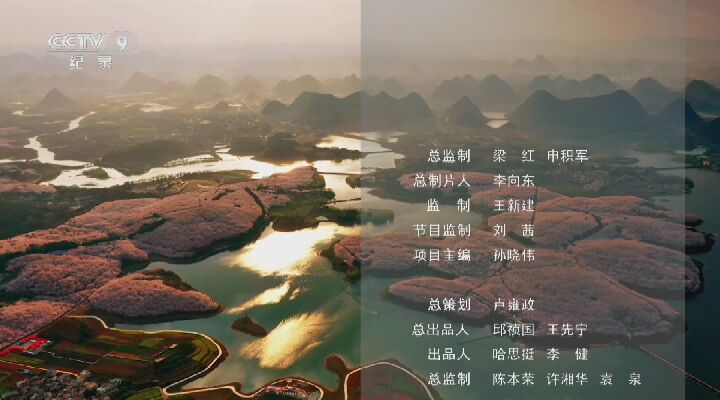 CCTV 9
纪录
总监制 梁红 申积军
总制片人 李向东
监制 王新建
节目监制 刘茜
项目主编 孙晓伟
总策划 卢雍政
总出品人 邱祯国 王先宁
出品人 哈思挺 李健
总监制 陈本荣 许湘华 袁泉